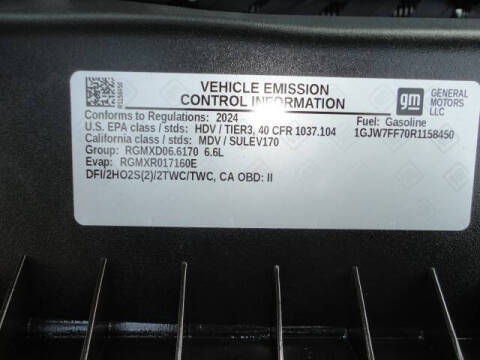 VEHICLE EMISSION
CONTROL INFORMATION
gm
GENERAL
MOTORS
LLC
R1158450
Conforms to Regulations: 2024
Fuel: Gasoline
U.S. EPA class / stds: HDV / TIER3, 40 CFR 1037.104
1GJW7FF70R1158450
California class / stds: MDV / SULEV170
Group: RGMXD06.6170 6.6L
Evap: RGMXR017160E
DFI/2HO2S(2)/2TWC/TWC, CA OBD: II